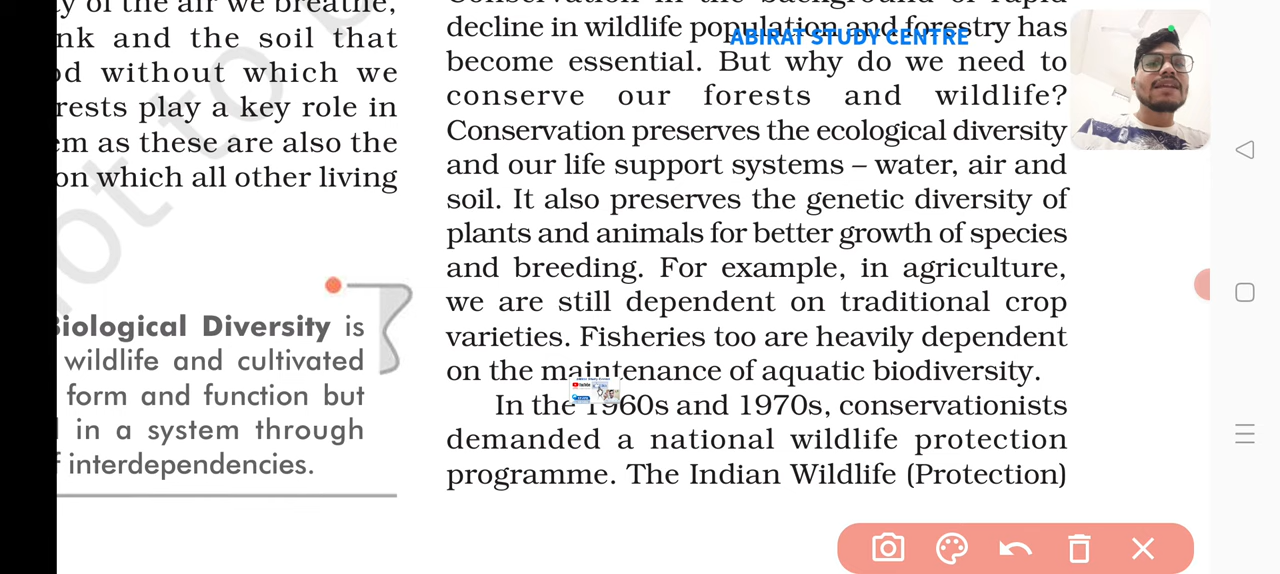 of the air we breathe,
and the soil that
without which we
play a key role in
as these are also the
on which all other living
Biological Diversity is
wildlife and cultivated
form and function but
in a system through
interdependencies.
decline in wildlife population and forestry has
become essential. But why do we need to
conserve our forests and wildlife?
Conservation preserves the ecological diversity
and our life support systems – water, air and
soil. It also preserves the genetic diversity of
plants and animals for better growth of species
and breeding. For example, in agriculture,
we are still dependent on traditional crop
varieties. Fisheries too are heavily dependent
on the maintenance of aquatic biodiversity.
In the 1960s and 1970s, conservationists
demanded a national wildlife protection
programme. The Indian Wildlife (Protection)
ABIRAT STUDY CENTRE